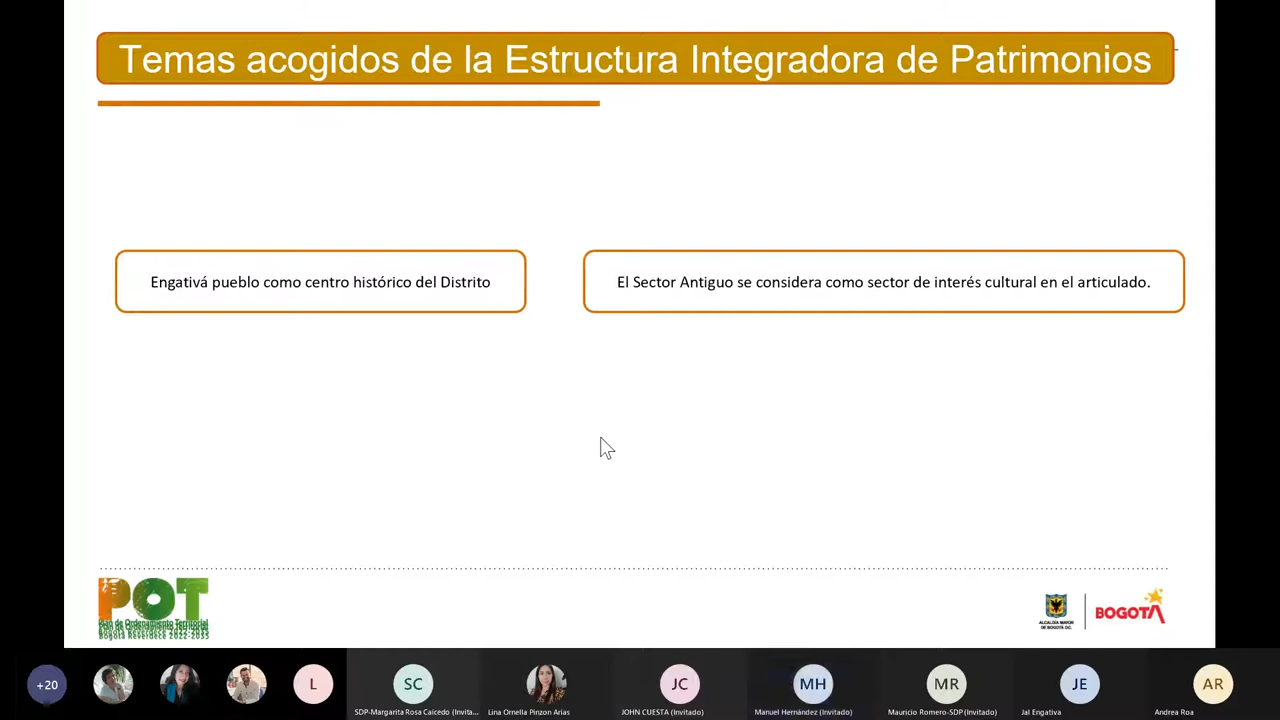 Temas acogidos de la Estructura Integradora de Patrimonios
Engativá pueblo como centro histórico del Distrito
El Sector Antiguo se considera como sector de interés cultural en el articulado.
POT
Plan de Ordenamiento Territorial
Bogotá Reverdece 2022-2035
ALCALDÍA MAYOR
DE BOGOTÁ D.C.
BOGOTÁ
+20
L
SC
JC
MH
MR
JE
AR
SDP-Margarita Rosa Caicedo (Invita...
Lina Ornella Pinzon Arias
JOHN CUESTA (Invitado)
Manuel Hernández (Invitado)
Mauricio Romero-SDP (Invitado)
Jal Engativa
Andrea Roa